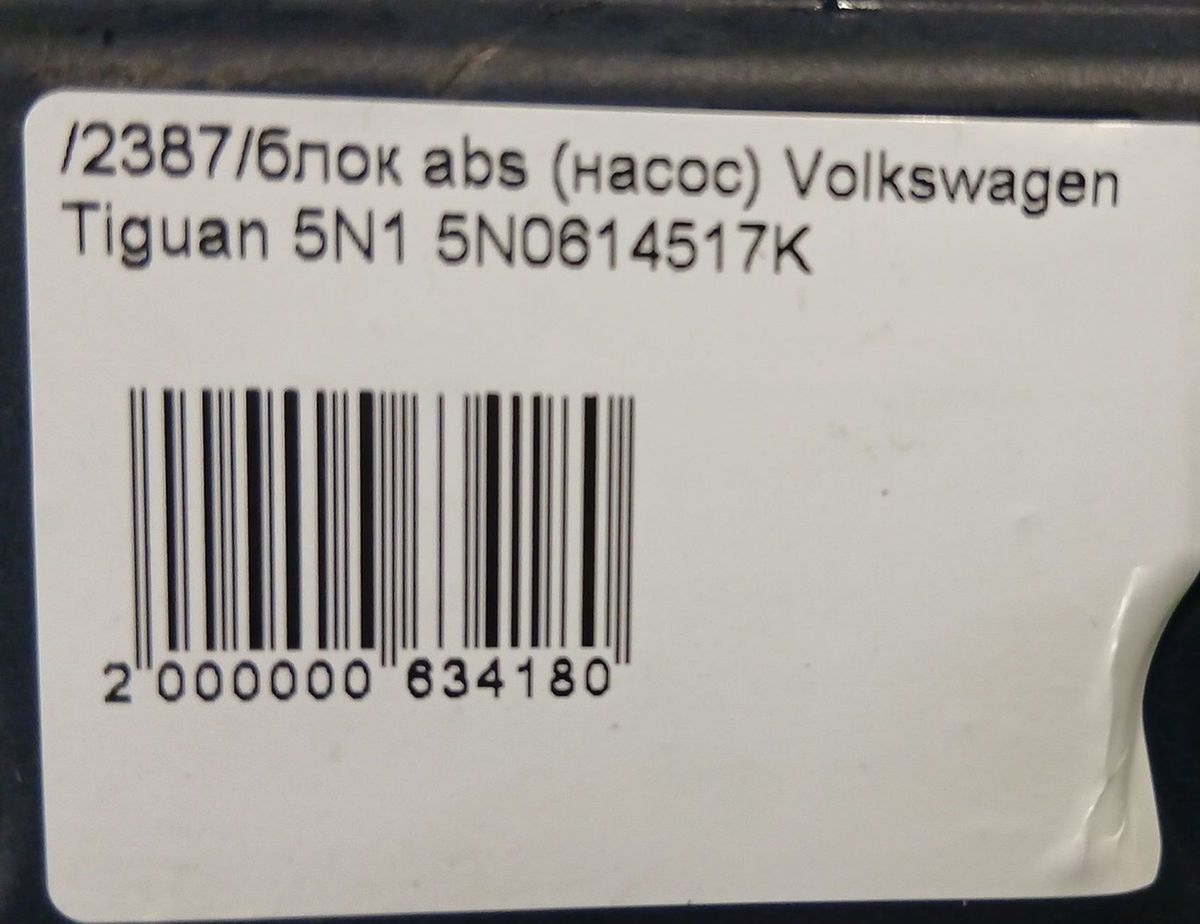 /2387/блок abs (насос) Volkswagen
Tiguan 5N1 5N0614517K
2 000000 634180